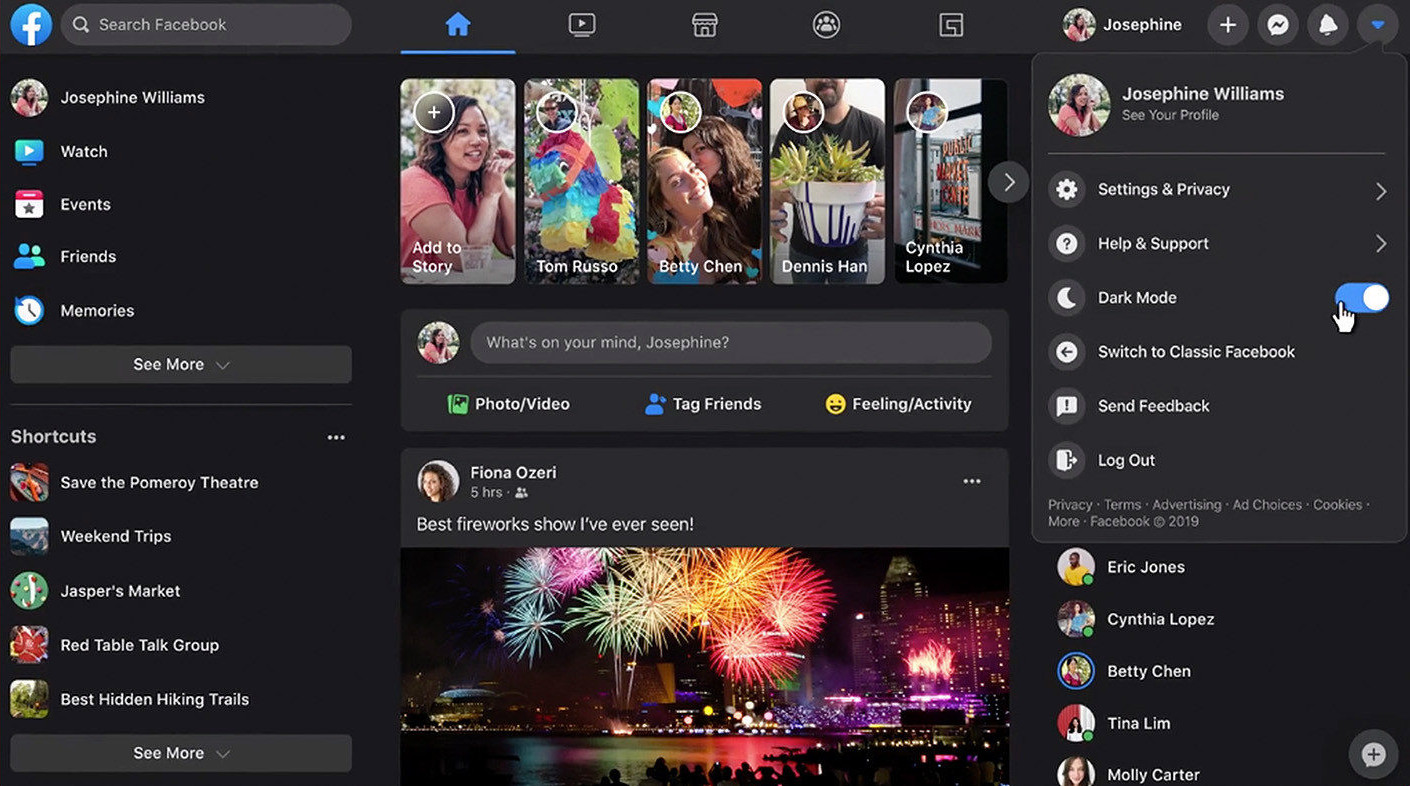 Search Facebook
Josephine
Josephine Williams
Watch
Events
Friends
Memories
See More
Shortcuts
Save the Pomeroy Theatre
Weekend Trips
Jasper's Market
Red Table Talk Group
Best Hidden Hiking Trails
See More
Add to
Story
Tom Russo
Betty Chen
Dennis Han
PUBLIC
MARKET
CENTE
Cynthia
Lopez
What's on your mind, Josephine?
Photo/Video
Tag Friends
Feeling/Activity
Fiona Ozeri
5 hrs ·
Best fireworks show I've ever seen!
Josephine Williams
See Your Profile
Settings & Privacy
Help & Support
Dark Mode
Switch to Classic Facebook
Send Feedback
Log Out
Privacy · Terms · Advertising · Ad Choices · Cookies ·
More · Facebook © 2019
Eric Jones
Cynthia Lopez
Betty Chen
Tina Lim
Molly Carter